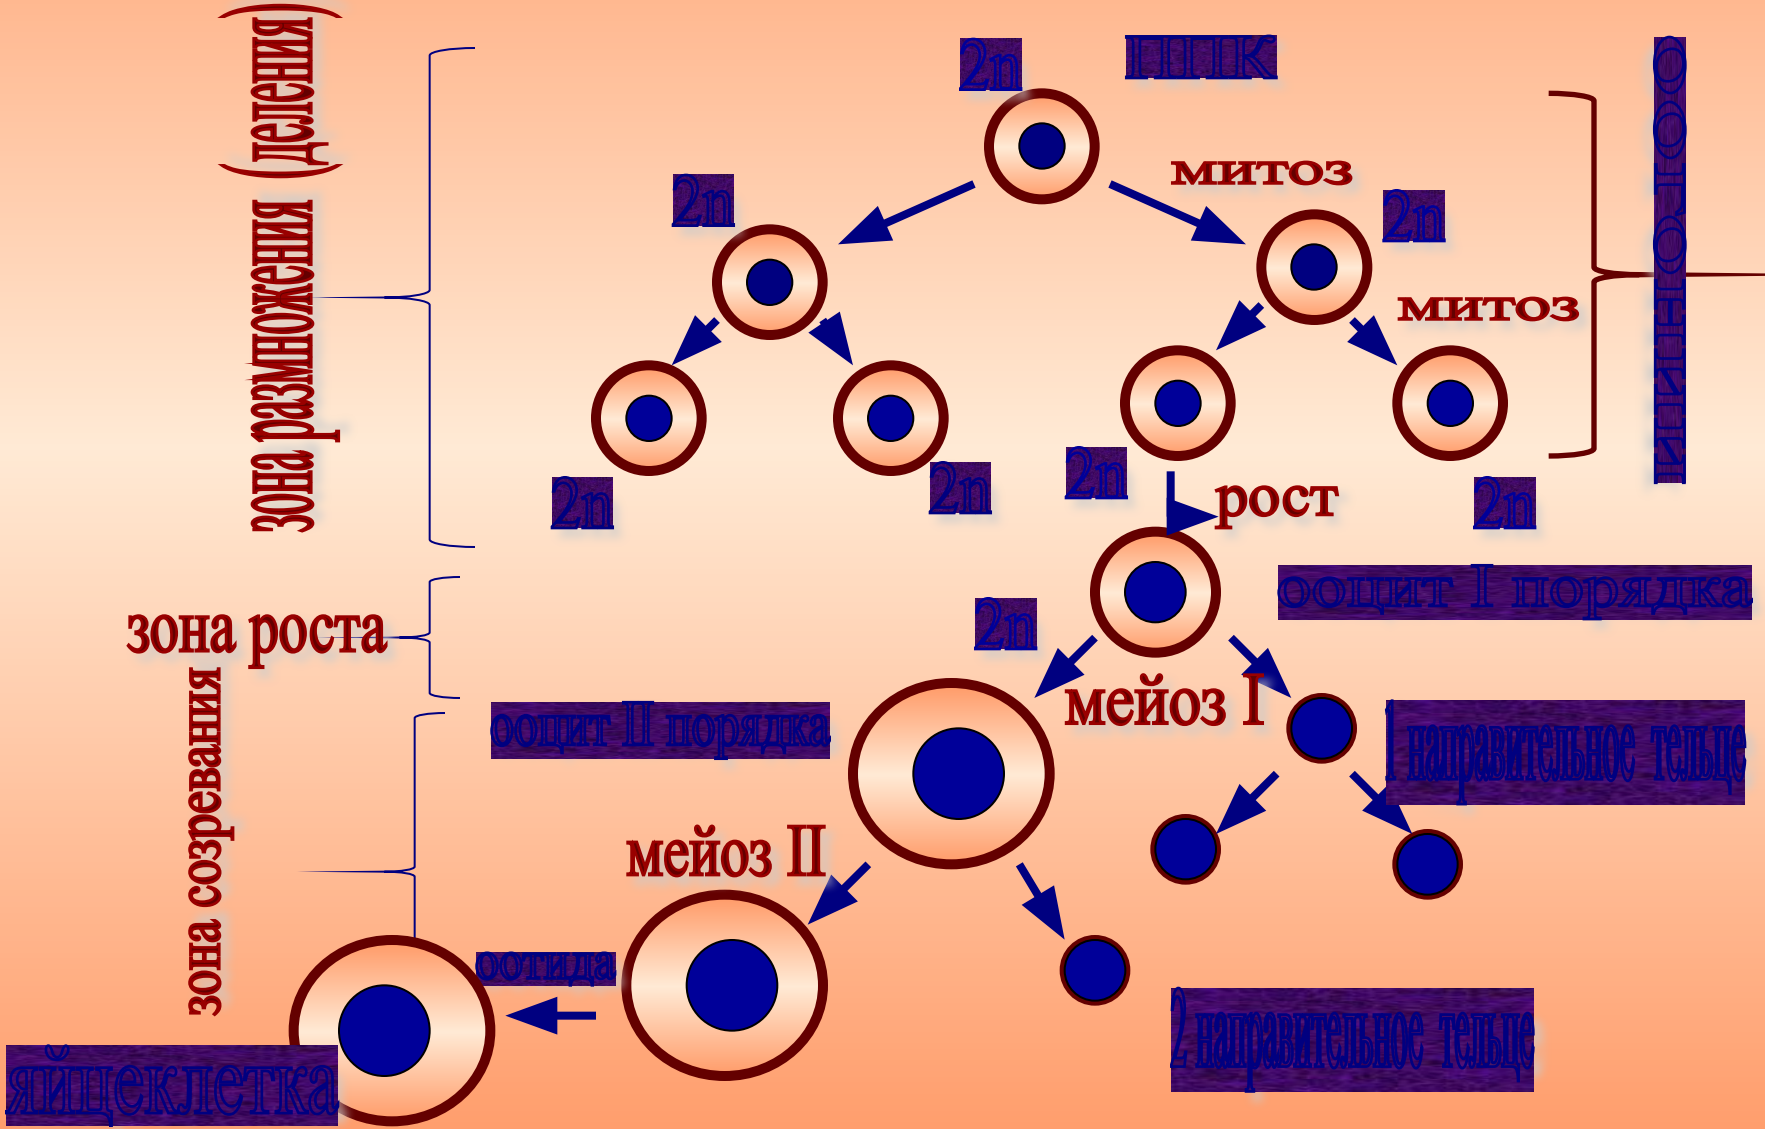 зона размножения (деления)
2n
ППК
оогонии
митоз
2n
2n
митоз
2n
2n
2n
2n
рост
зона роста
2n
ооцит I порядка
мейоз I
зона созревания
ооцит II порядка
1 направительное тельце
мейоз II
оотида
2 направительное тельце
яйцеклетка